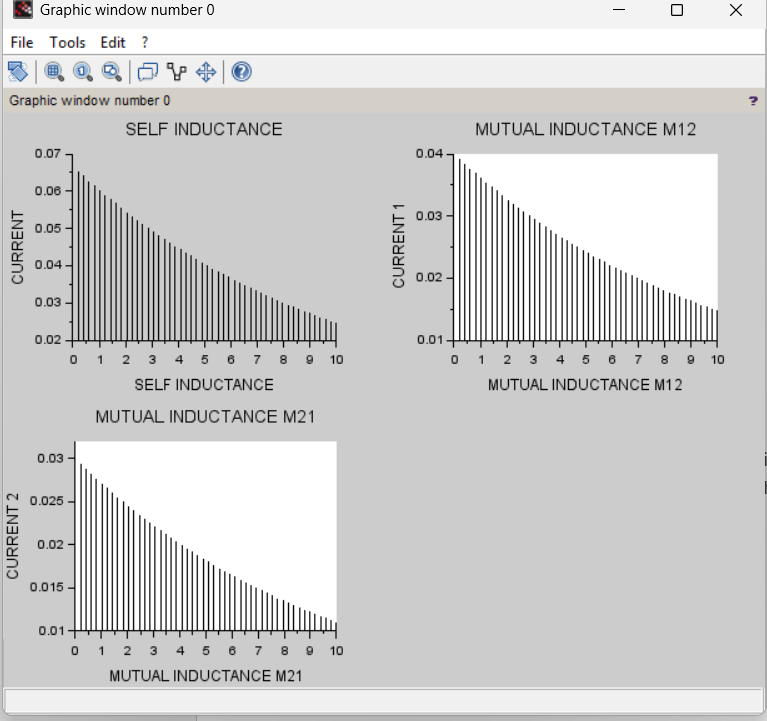 Graphic window number 0
File Tools Edit ?
Graphic window number 0 ?
SELF INDUCTANCE
CURRENT
0.07
0.06
0.05
0.04
0.03
0.02
0 1 2 3 4 5 6 7 8 9 10
SELF INDUCTANCE
MUTUAL INDUCTANCE M12
CURRENT 1
0.04
0.03
0.02
0.01
0 1 2 3 4 5 6 7 8 9 10
MUTUAL INDUCTANCE M12
MUTUAL INDUCTANCE M21
CURRENT 2
0.03
0.025
0.02
0.015
0.01
0 1 2 3 4 5 6 7 8 9 10
MUTUAL INDUCTANCE M21